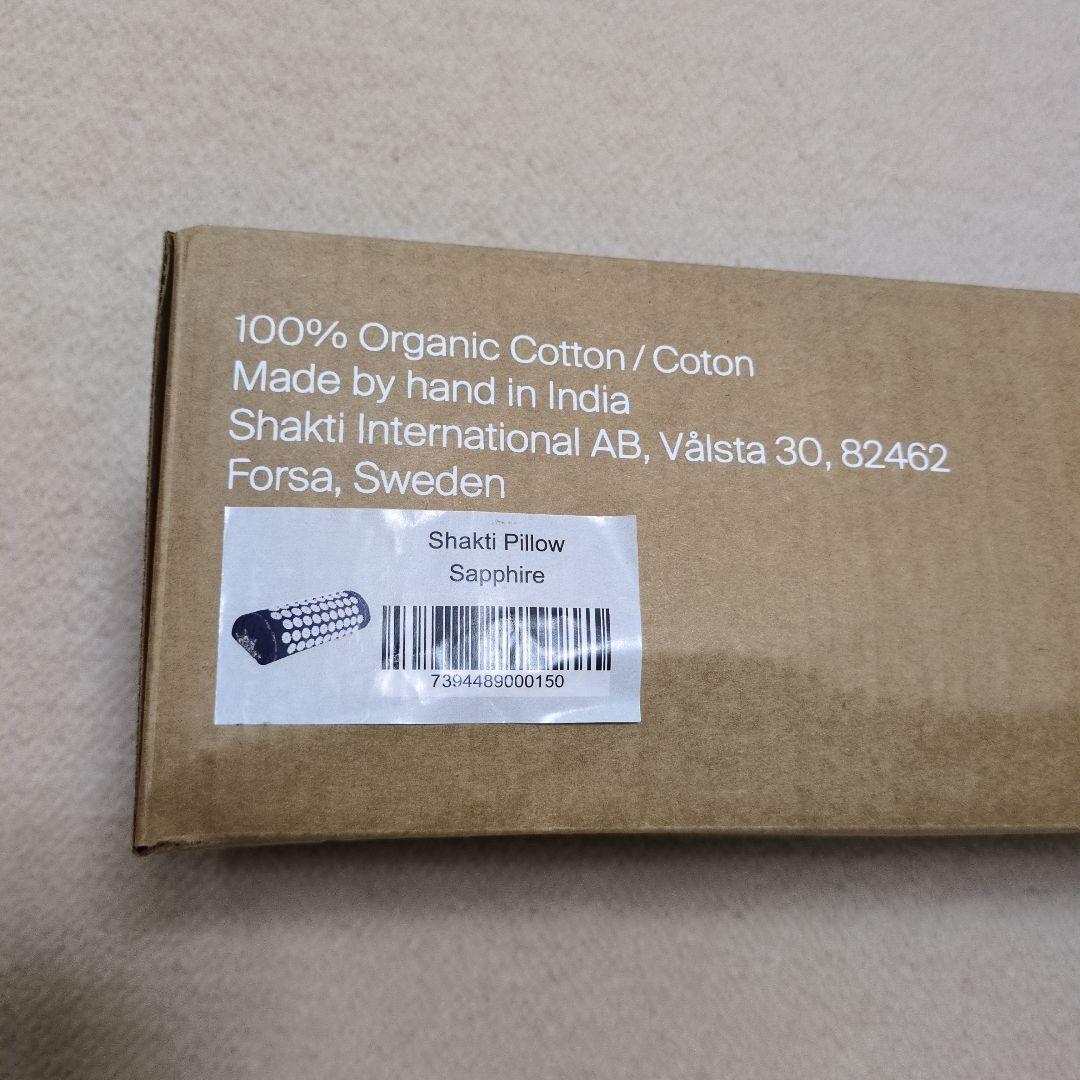 100% Organic Cotton / Coton
Made by hand in India
Shakti International AB, Vålsta 30, 82462
Forsa, Sweden
Shakti Pillow
Sapphire
7394489000150